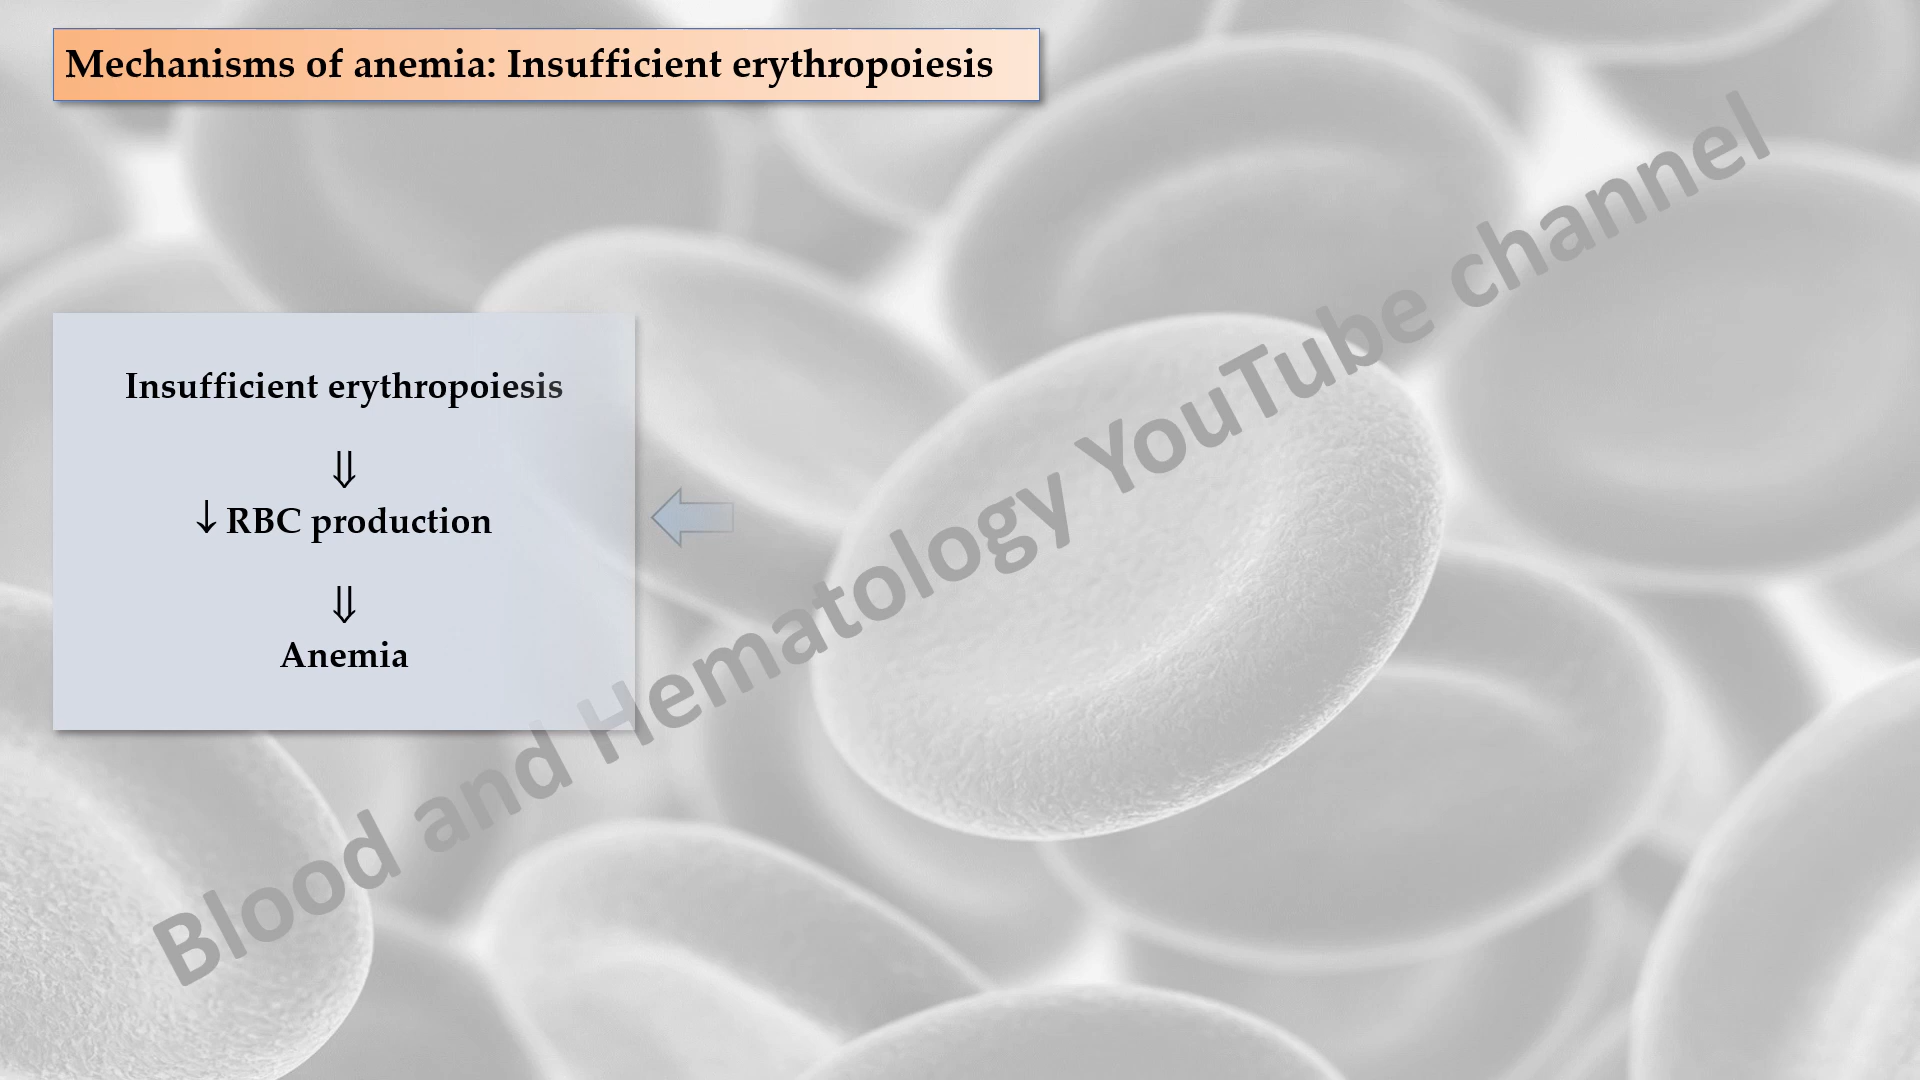 Mechanisms of anemia: Insufficient erythropoiesis
Insufficient erythropoiesis
⇓
↓ RBC production
⇓
Anemia
Blood and Hematology YouTube channel